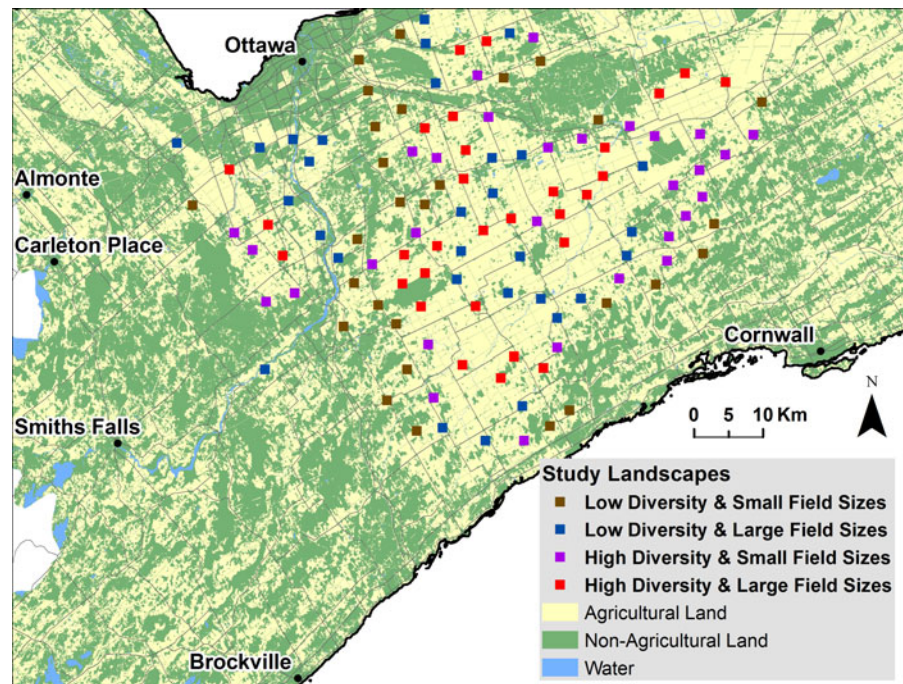 Ottawa
Almonte
Carleton Place
Cornwall
N
0 5 10 Km
Smiths Falls
Study Landscapes
Low Diversity & Small Field Sizes
Low Diversity & Large Field Sizes
High Diversity & Small Field Sizes
High Diversity & Large Field Sizes
Agricultural Land
Non-Agricultural Land
Water
Brockville